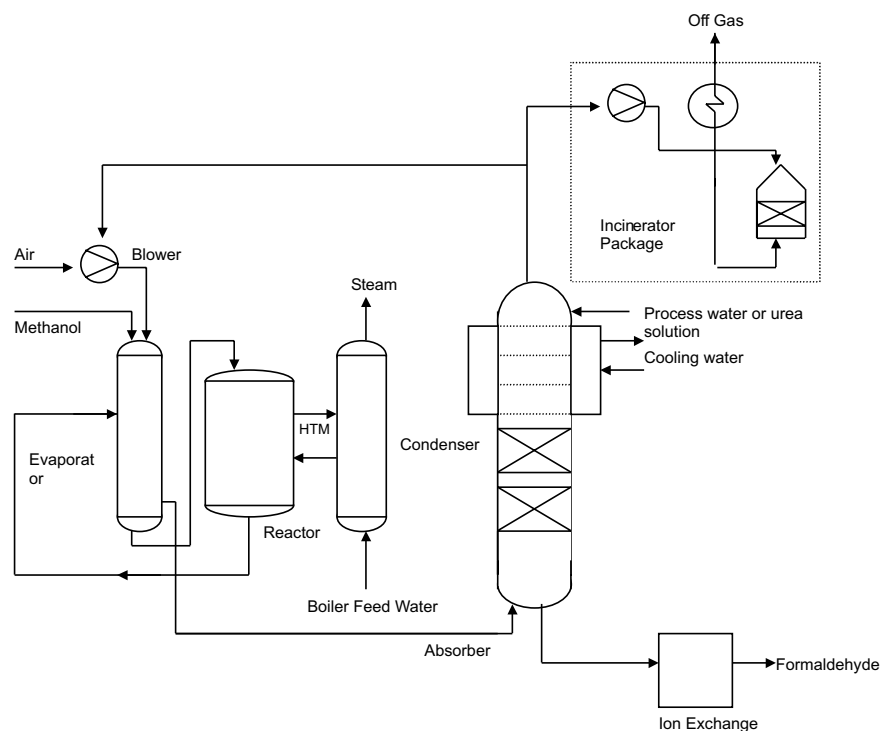 Off Gas
Incinerator
Package
Air
Blower
Steam
Process water or urea
solution
Methanol
Cooling water
HTM
Condenser
Evaporat
or
Reactor
Boiler Feed Water
Absorber
Formaldehyde
Ion Exchange